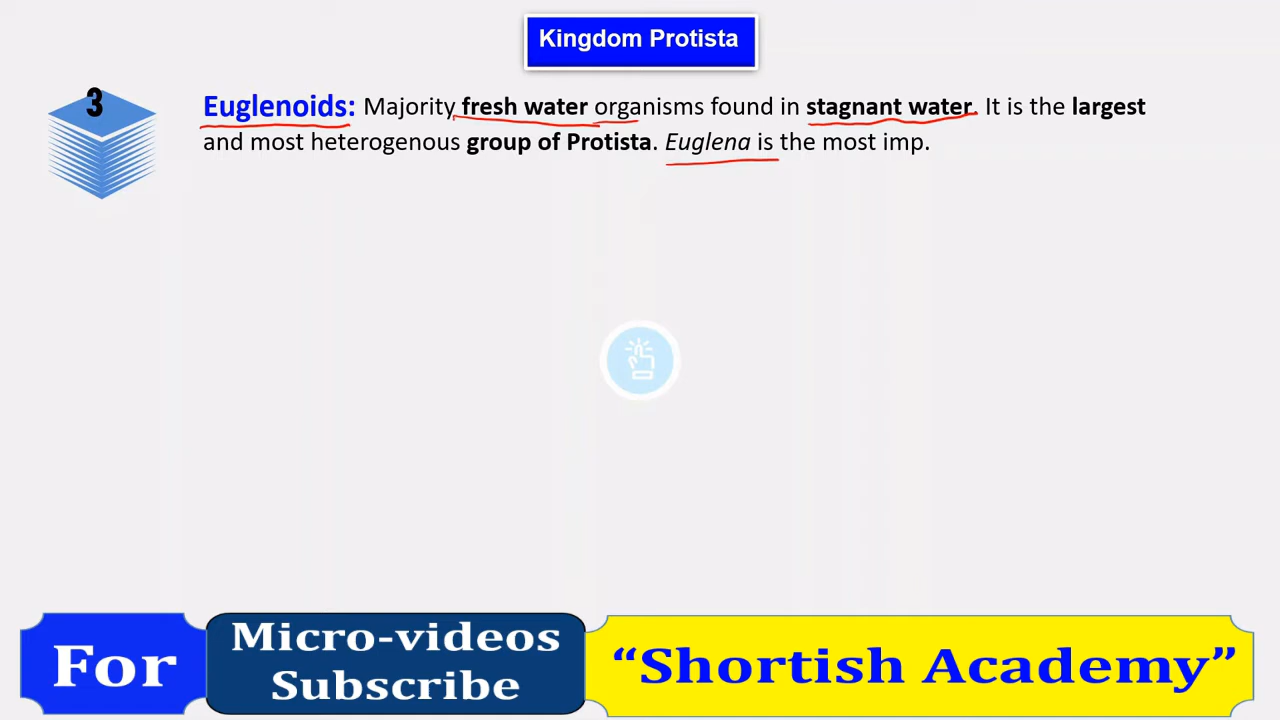 Kingdom Protista
3
Euglenoids: Majority fresh water organisms found in stagnant water. It is the largest
and most heterogenous group of Protista. Euglena is the most imp.
For
Micro-videos
Subscribe
“Shortish Academy”